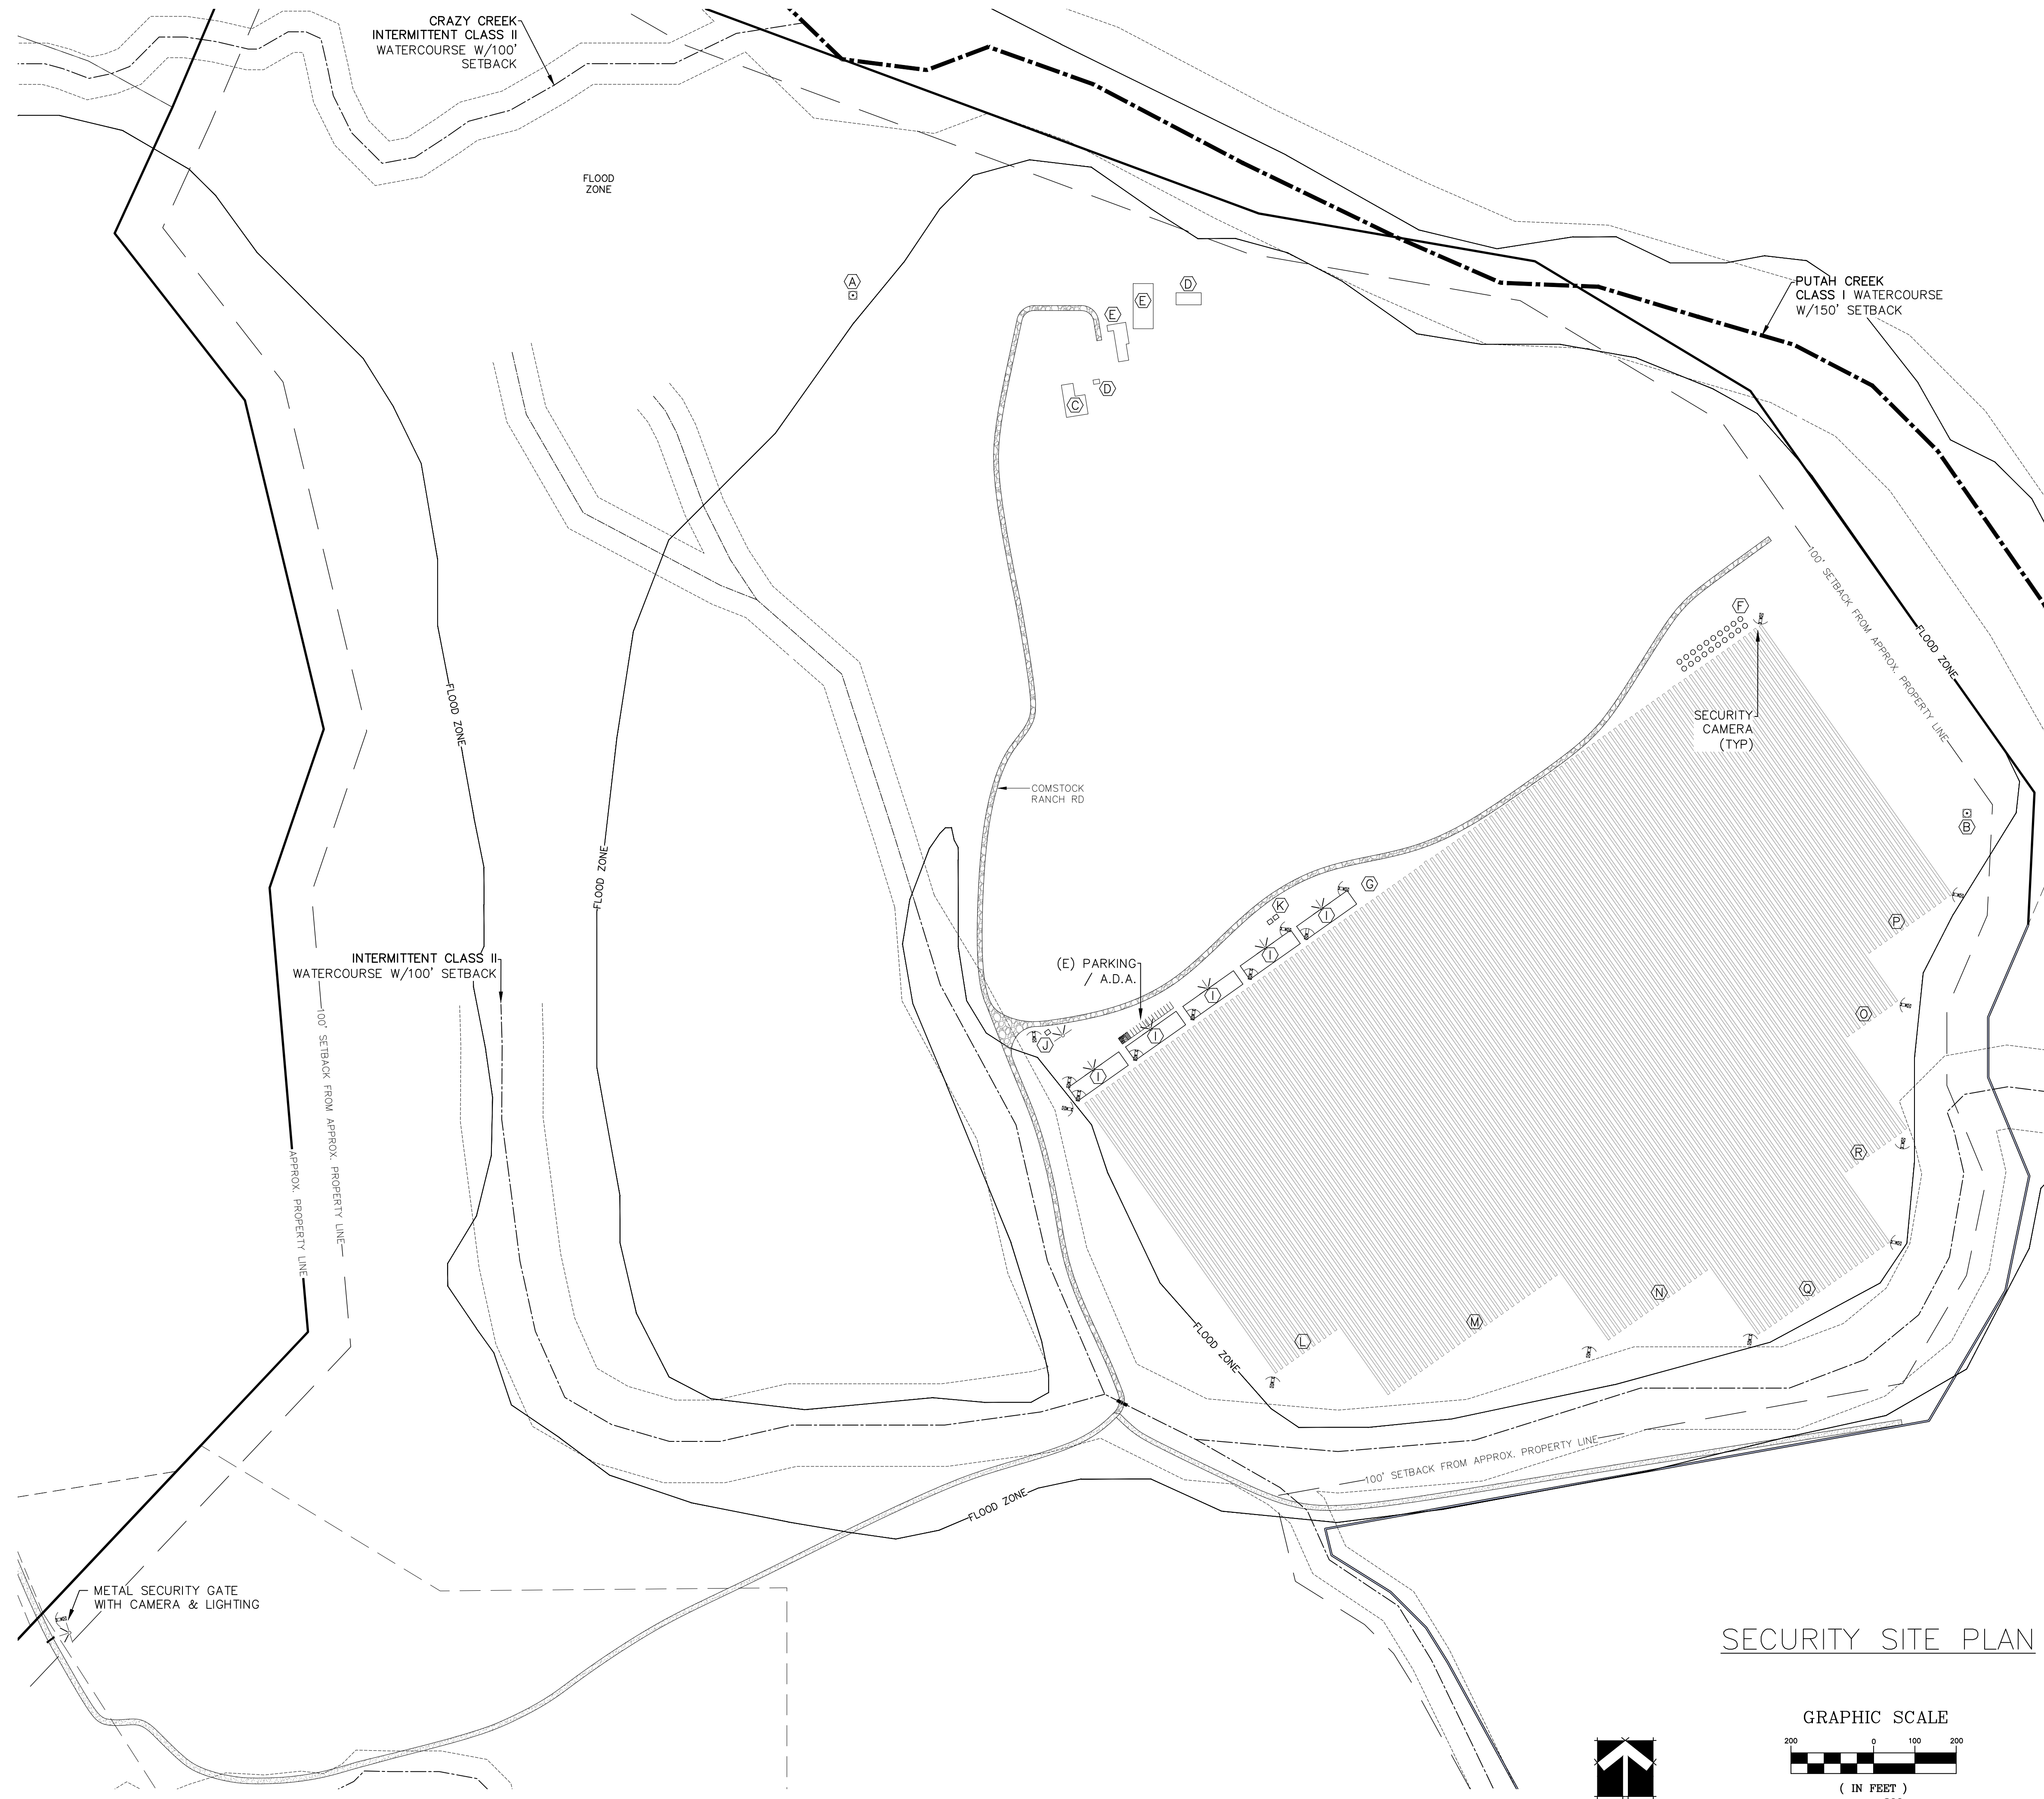 CRAZY CREEK
INTERMITTENT CLASS II
WATERCOURSE W/100'
SETBACK
FLOOD
ZONE
PUTAH CREEK
CLASS I WATERCOURSE
W/150' SETBACK
A
E
D
E
D
C
100' SETBACK FROM APPROX. PROPERTY LINE
FLOOD ZONE
F
SECURITY
CAMERA
(TYP)
FLOOD ZONE
COMSTOCK
RANCH RD
B
FLOOD ZONE
G
K
I
P
INTERMITTENT CLASS II
WATERCOURSE W/100' SETBACK
(E) PARKING
/ A.D.A.
I
I
O
J
I
I
100' SETBACK FROM APPROX. PROPERTY LINE
APPROX. PROPERTY LINE
R
Q
N
M
L
FLOOD ZONE
100' SETBACK FROM APPROX. PROPERTY LINE
FLOOD ZONE
METAL SECURITY GATE
WITH CAMERA & LIGHTING
SECURITY SITE PLAN
GRAPHIC SCALE
200 0 100 200
( IN FEET )